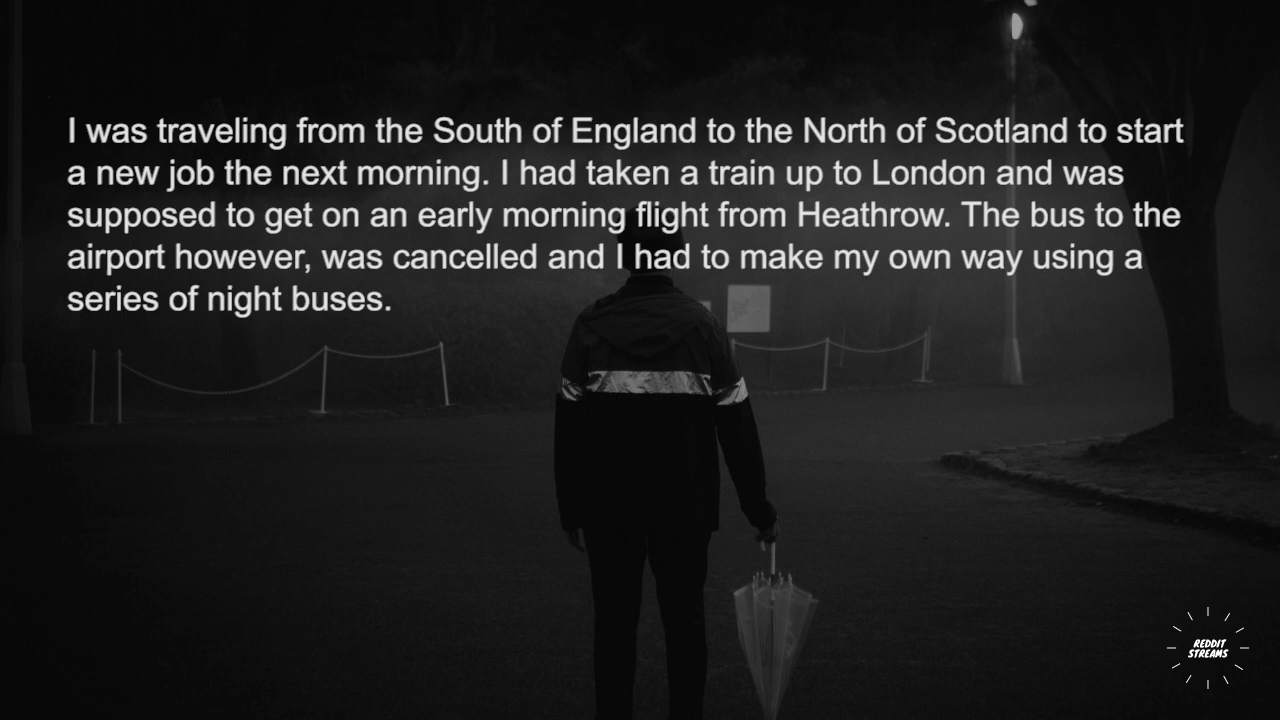 I was traveling from the South of England to the North of Scotland to start
a new job the next morning. I had taken a train up to London and was
supposed to get on an early morning flight from Heathrow. The bus to the
airport however, was cancelled and I had to make my own way using a
series of night buses.
REDDIT
STREAMS